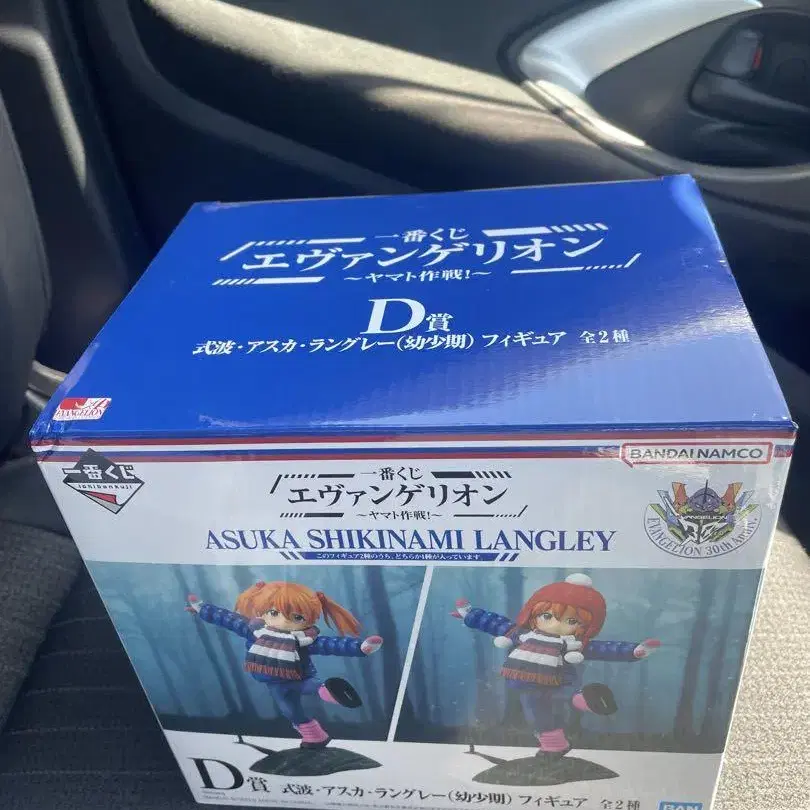 一番くじ
エヴァンゲリオン
～ヤマト作戦！～
D賞
式波・アスカ・ラングレー（幼少期）フィギュア 全2種
EVANGELION
BANDAI NAMCO
一番くじ
ichibankuji
一番くじ
エヴァンゲリオン
～ヤマト作戦！～
EVANGELION
EVANGELION 30th
ASUKA SHIKINAMI LANGLEY
このフィギュア2種のうち、どちらか1種が入っています。
D賞 式波・アスカ・ラングレー（幼少期）フィギュア 全2種
BAN